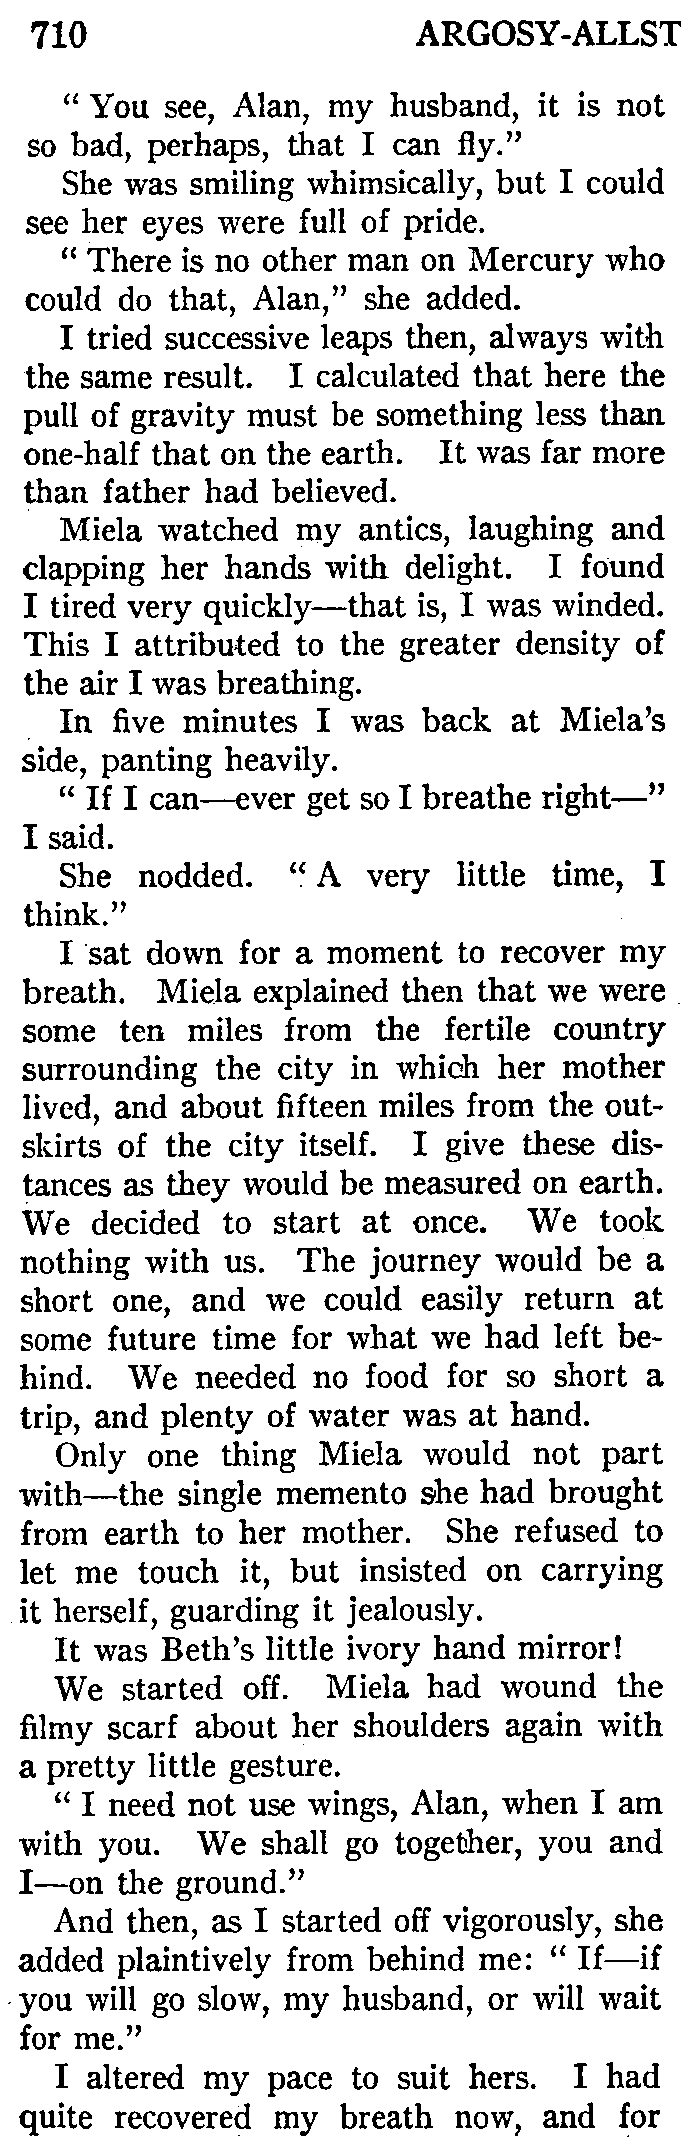 710 ARGOSY-ALLST
“ You see, Alan, my husband, it is not
so bad, perhaps, that I can fly.”
She was smiling whimsically, but I could
see her eyes were full of pride.
“ There is no other man on Mercury who
could do that, Alan,” she added.
I tried successive leaps then, always with
the same result. I calculated that here the
pull of gravity must be something less than
one-half that on the earth. It was far more
than father had believed.
Miela watched my antics, laughing and
clapping her hands with delight. I found
I tired very quickly—that is, I was winded.
This I attributed to the greater density of
the air I was breathing.
In five minutes I was back at Miela’s
side, panting heavily.
“ If I can—ever get so I breathe right—”
I said.
She nodded. “ A very little time, I
think.”
I sat down for a moment to recover my
breath. Miela explained then that we were
some ten miles from the fertile country
surrounding the city in which her mother
lived, and about fifteen miles from the out-
skirts of the city itself. I give these dis-
tances as they would be measured on earth.
We decided to start at once. We took
nothing with us. The journey would be a
short one, and we could easily return at
some future time for what we had left be-
hind. We needed no food for so short a
trip, and plenty of water was at hand.
Only one thing Miela would not part
with—the single memento she had brought
from earth to her mother. She refused to
let me touch it, but insisted on carrying
it herself, guarding it jealously.
It was Beth’s little ivory hand mirror!
We started off. Miela had wound the
filmy scarf about her shoulders again with
a pretty little gesture.
“ I need not use wings, Alan, when I am
with you. We shall go together, you and
I—on the ground.”
And then, as I started off vigorously, she
added plaintively from behind me: “ If—if
you will go slow, my husband, or will wait
for me.”
I altered my pace to suit hers. I had
quite recovered my breath now, and for